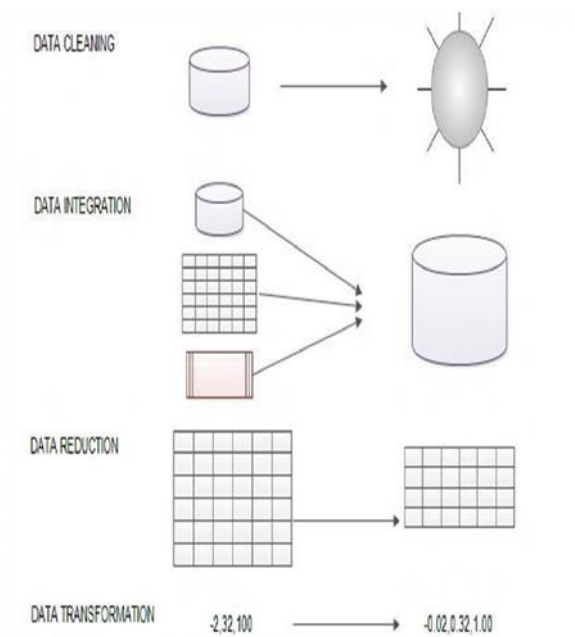 DATA CLEANING
DATA INTEGRATION
DATA REDUCTION
DATA TRANSFORMATION -2,32,100 -0.02,0.32,1.00